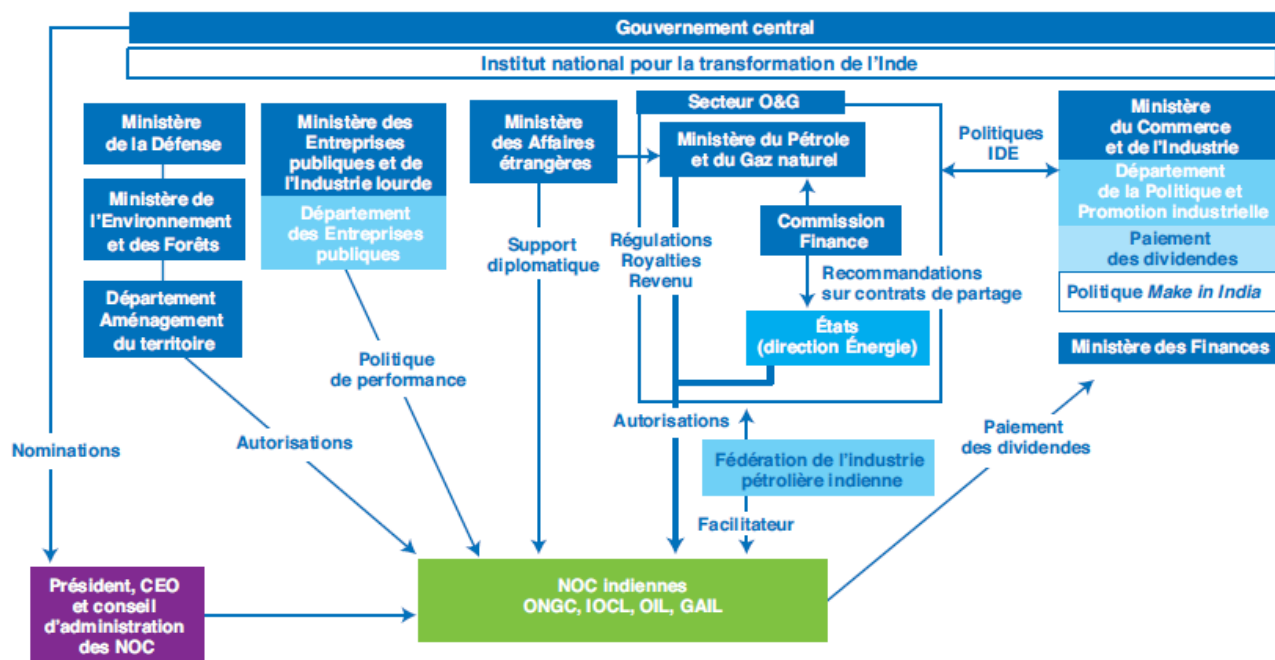 Gouvernement central
Institut national pour la transformation de l'Inde
Ministère
de la Défense
Ministère de
l'Environnement
et des Forêts
Département
Aménagement
du territoire
Ministère des
Entreprises
publiques et de
l'Industrie lourde
Département
des Entreprises
publiques
Ministère
des Affaires
étrangères
Secteur O&G
Ministère du Pétrole
et du Gaz naturel
Commission
Finance
Recommandations
sur contrats de partage
États
(direction Énergie)
Régulations
Royalties
Revenu
Support
diplomatique
Politiques
IDE
Ministère
du Commerce
et de l'Industrie
Département
de la Politique et
Promotion industrielle
Paiement
des dividendes
Politique Make in India
Ministère des Finances
Nominations
Autorisations
Politique
de performance
Autorisations
Fédération de l'industrie
pétrolière indienne
Facilitateur
Paiement
des dividendes
Président, CEO
et conseil
d'administration
des NOC
NOC indiennes
ONGC, IOCL, OIL, GAIL